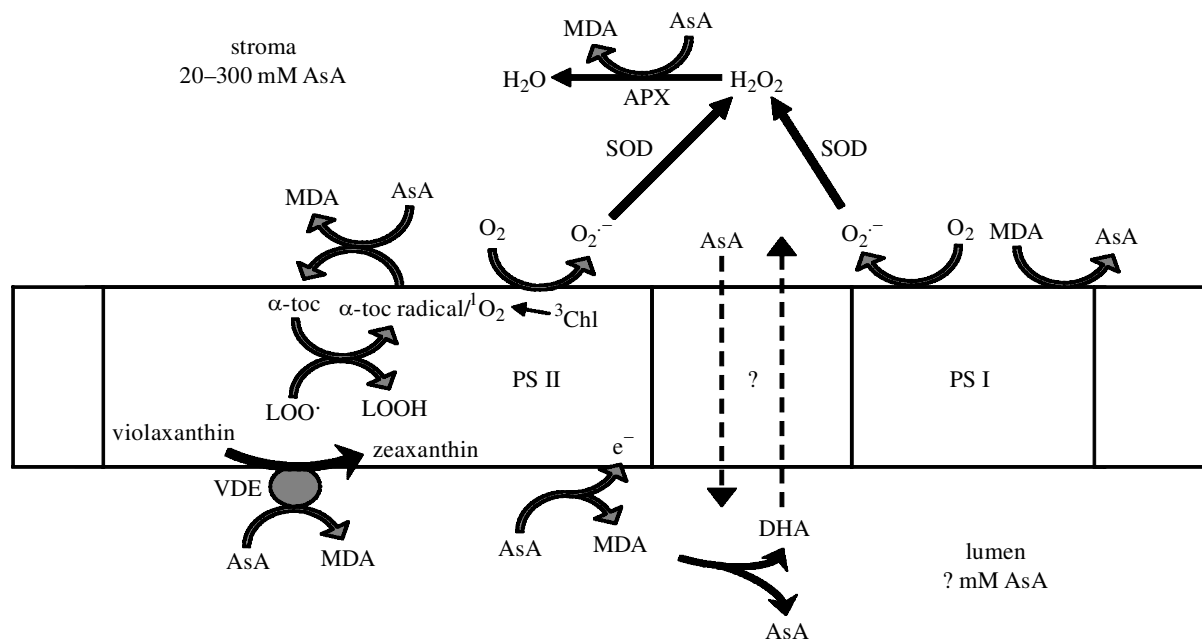 stroma
20–300 mM AsA
MDA
AsA
H₂O
APX
H₂O₂
SOD
SOD
MDA
AsA
O₂
O₂·⁻
AsA
O₂·⁻
O₂
MDA
AsA
α-toc
α-toc radical/¹O₂
³Chl
PS II
?
PS I
LOO·
LOOH
violaxanthin
zeaxanthin
e⁻
VDE
AsA
MDA
AsA
MDA
DHA
AsA
lumen
? mM AsA